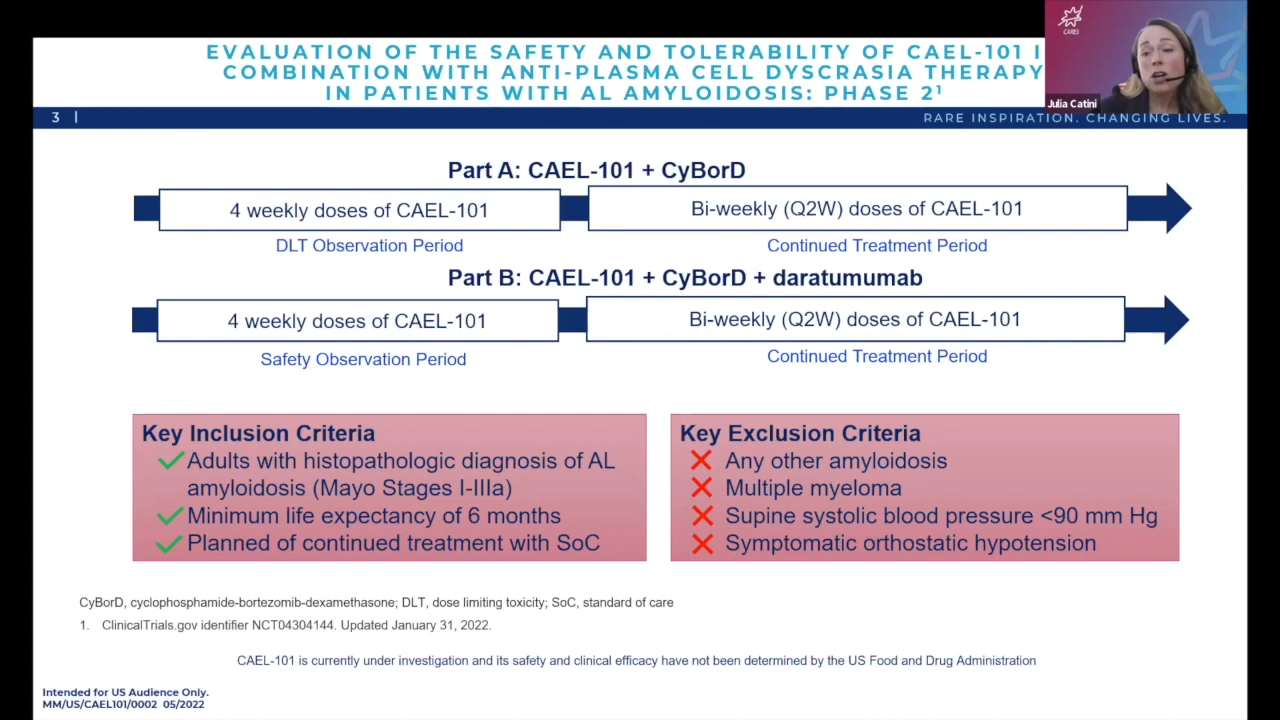 EVALUATION OF THE SAFETY AND TOLERABILITY OF CAEL-101 I
COMBINATION WITH ANTI-PLASMA CELL DYSCRASIA THERAPY
IN PATIENTS WITH AL AMYLOIDOSIS: PHASE 2¹
CARES
Julia Catini
3 |
RARE INSPIRATION. CHANGING LIVES.
Part A: CAEL-101 + CyBorD
4 weekly doses of CAEL-101
Bi-weekly (Q2W) doses of CAEL-101
DLT Observation Period
Continued Treatment Period
Part B: CAEL-101 + CyBorD + daratumumab
4 weekly doses of CAEL-101
Bi-weekly (Q2W) doses of CAEL-101
Safety Observation Period
Continued Treatment Period
Key Inclusion Criteria
Adults with histopathologic diagnosis of AL
amyloidosis (Mayo Stages I-IIIa)
Minimum life expectancy of 6 months
Planned of continued treatment with SoC
Key Exclusion Criteria
Any other amyloidosis
Multiple myeloma
Supine systolic blood pressure <90 mm Hg
Symptomatic orthostatic hypotension
CyBorD, cyclophosphamide-bortezomib-dexamethasone; DLT, dose limiting toxicity; SoC, standard of care
1. ClinicalTrials.gov identifier NCT04304144. Updated January 31, 2022.
CAEL-101 is currently under investigation and its safety and clinical efficacy have not been determined by the US Food and Drug Administration
Intended for US Audience Only.
MM/US/CAEL101/0002 05/2022